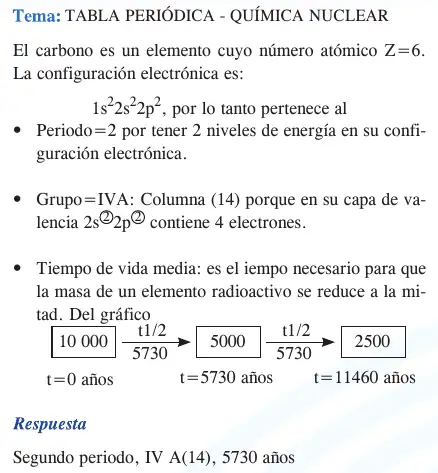 Tema: TABLA PERIÓDICA - QUÍMICA NUCLEAR
El carbono es un elemento cuyo número atómico Z=6.
La configuración electrónica es:
1s²2s²2p², por lo tanto pertenece al
• Periodo=2 por tener 2 niveles de energía en su confi-
guración electrónica.
• Grupo=IVA: Columna (14) porque en su capa de va-
lencia 2s②2p② contiene 4 electrones.
• Tiempo de vida media: es el iempo necesario para que
la masa de un elemento radioactivo se reduce a la mi-
tad. Del gráfico
10 000 t1/2 5730 5000 t1/2 5730 2500
t=0 años t=5730 años t=11460 años
Respuesta
Segundo periodo, IV A(14), 5730 años